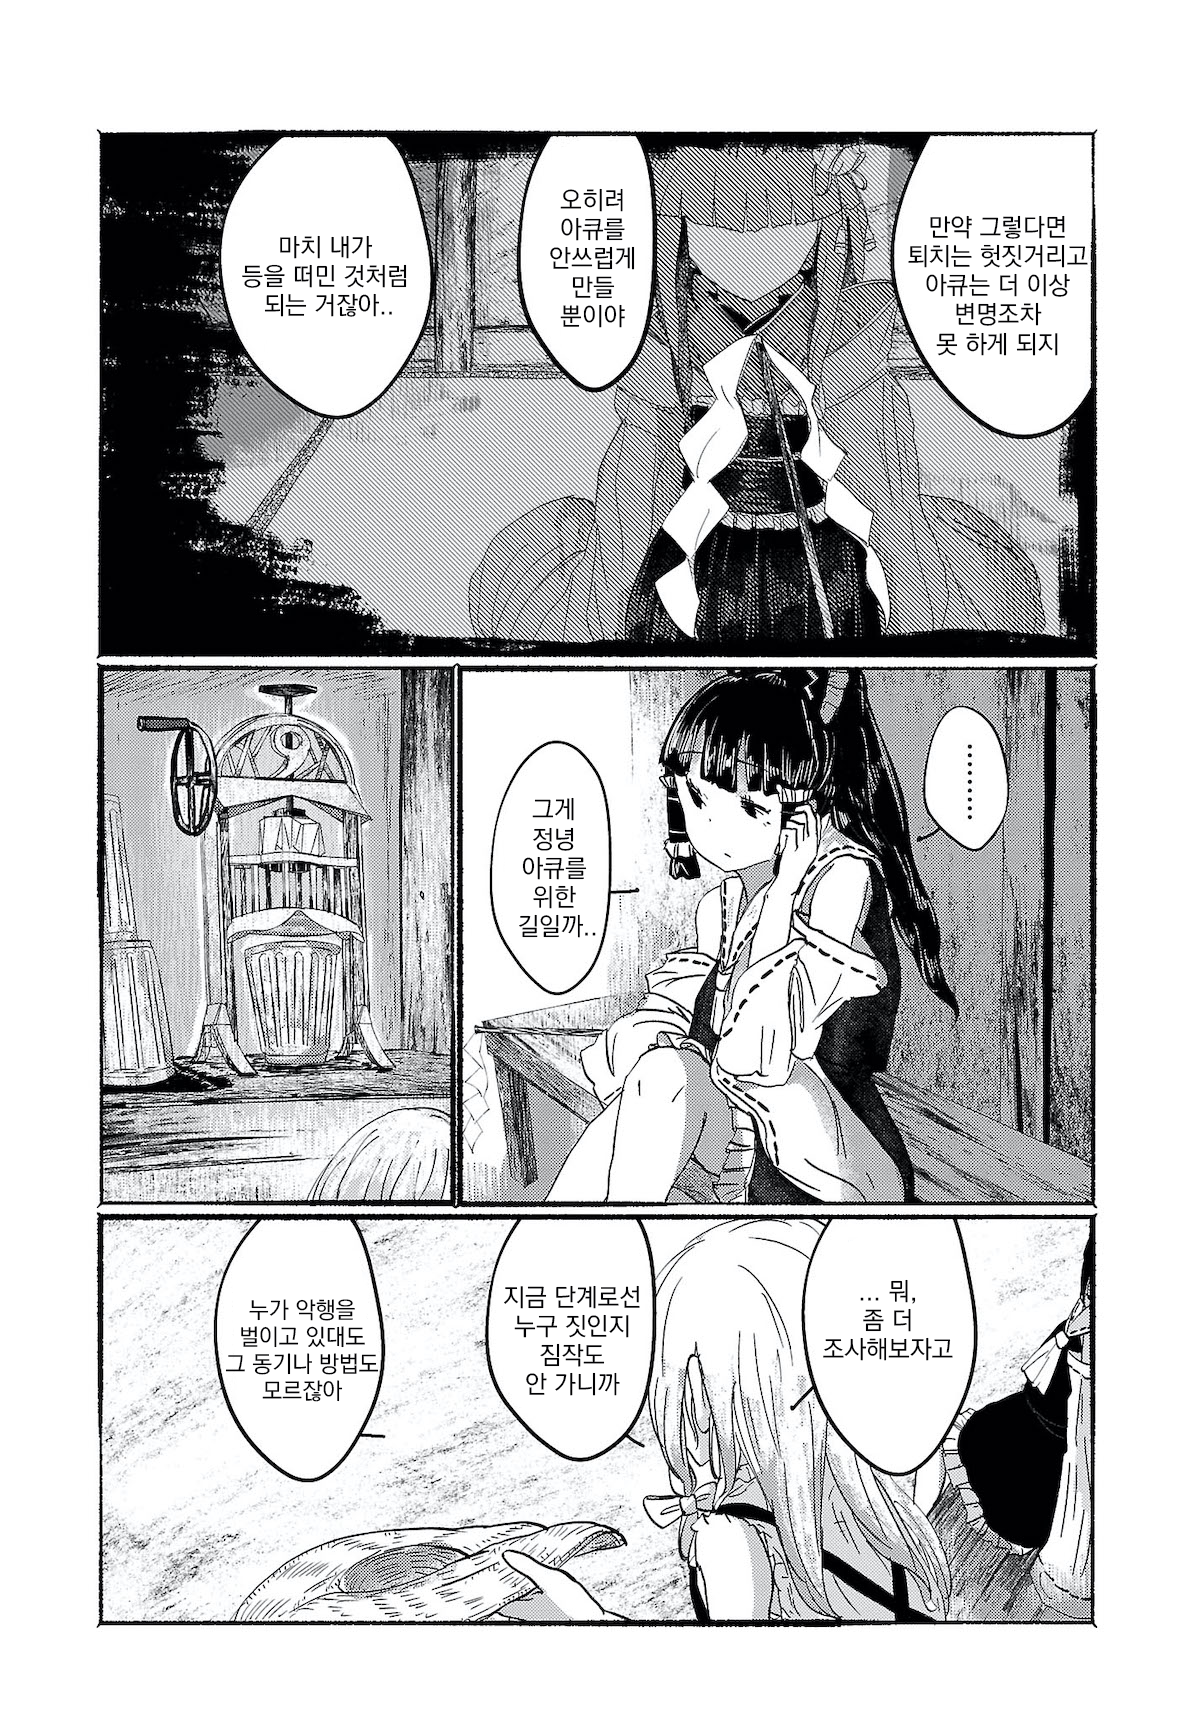 만약 그렇다면
퇴치는 헛짓거리고
아큐는 더 이상
변명조차
못 하게 되지
오히려
아큐를
안쓰럽게
만들
뿐이야
마치 내가
등을 떠민 것처럼
되는 거잖아..
………
그게
정녕
아큐를
위한
길일까..
9
... 뭐,
좀 더
조사해보자고
지금 단계로선
누구 짓인지
짐작도
안 가니까
누가 악행을
벌이고 있대도
그 동기나 방법도
모르잖아